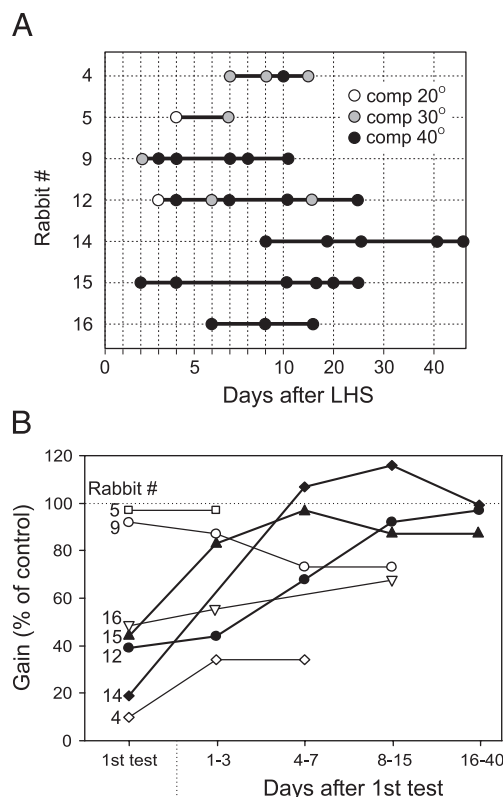 A
Rabbit #
4
5
9
12
14
15
16
comp 20°
comp 30°
comp 40°
0 5 10 20 30 40
Days after LHS
B
Gain (% of control)
120
100
80
60
40
20
0
Rabbit #
5
9
16
15
12
14
4
1st test 1-3 4-7 8-15 16-40
Days after 1st test